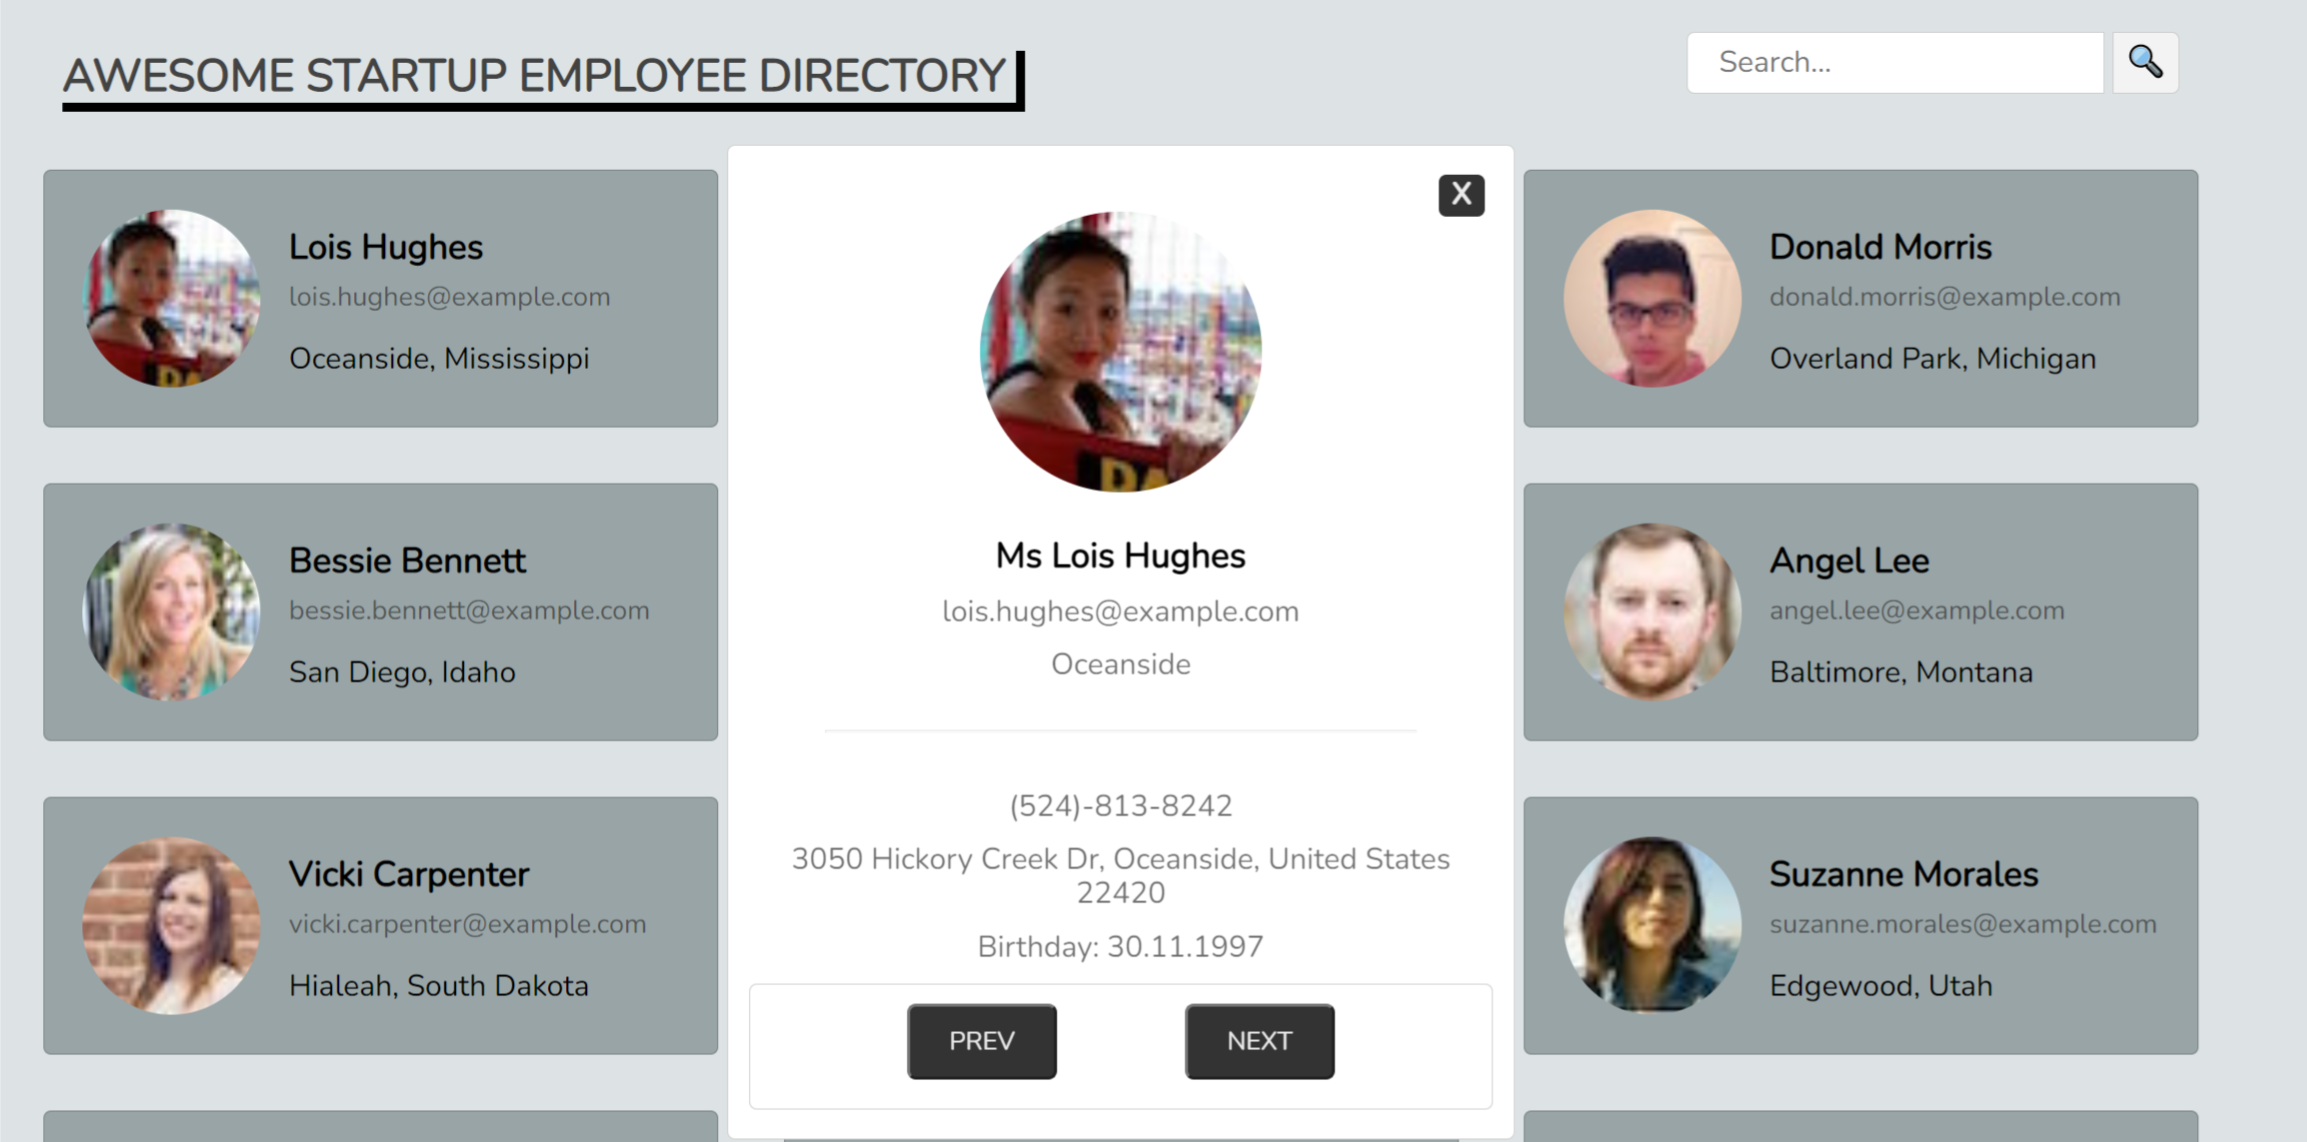 AWESOME STARTUP EMPLOYEE DIRECTORY
Search...
Lois Hughes
lois.hughes@example.com
Oceanside, Mississippi
Bessie Bennett
bessie.bennett@example.com
San Diego, Idaho
Vicki Carpenter
vicki.carpenter@example.com
Hialeah, South Dakota
X
DA
Ms Lois Hughes
lois.hughes@example.com
Oceanside
(524)-813-8242
3050 Hickory Creek Dr, Oceanside, United States
22420
Birthday: 30.11.1997
PREV
NEXT
Donald Morris
donald.morris@example.com
Overland Park, Michigan
Angel Lee
angel.lee@example.com
Baltimore, Montana
Suzanne Morales
suzanne.morales@example.com
Edgewood, Utah